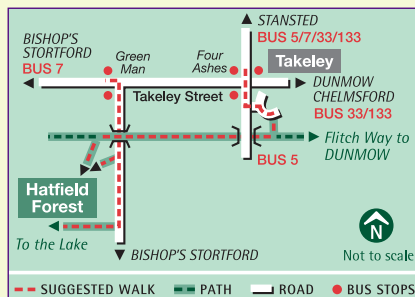 STANSTED
BUS 5/7/33/133
BISHOP'S
STORTFORD
BUS 7
Green
Man
Four
Ashes
Takeley
Takeley Street
DUNMOW
CHELMSFORD
BUS 33/133
Flitch Way to
DUNMOW
BUS 5
Hatfield
Forest
To the Lake
BISHOP'S STORTFORD
N
Not to scale
SUGGESTED WALK PATH ROAD BUS STOPS